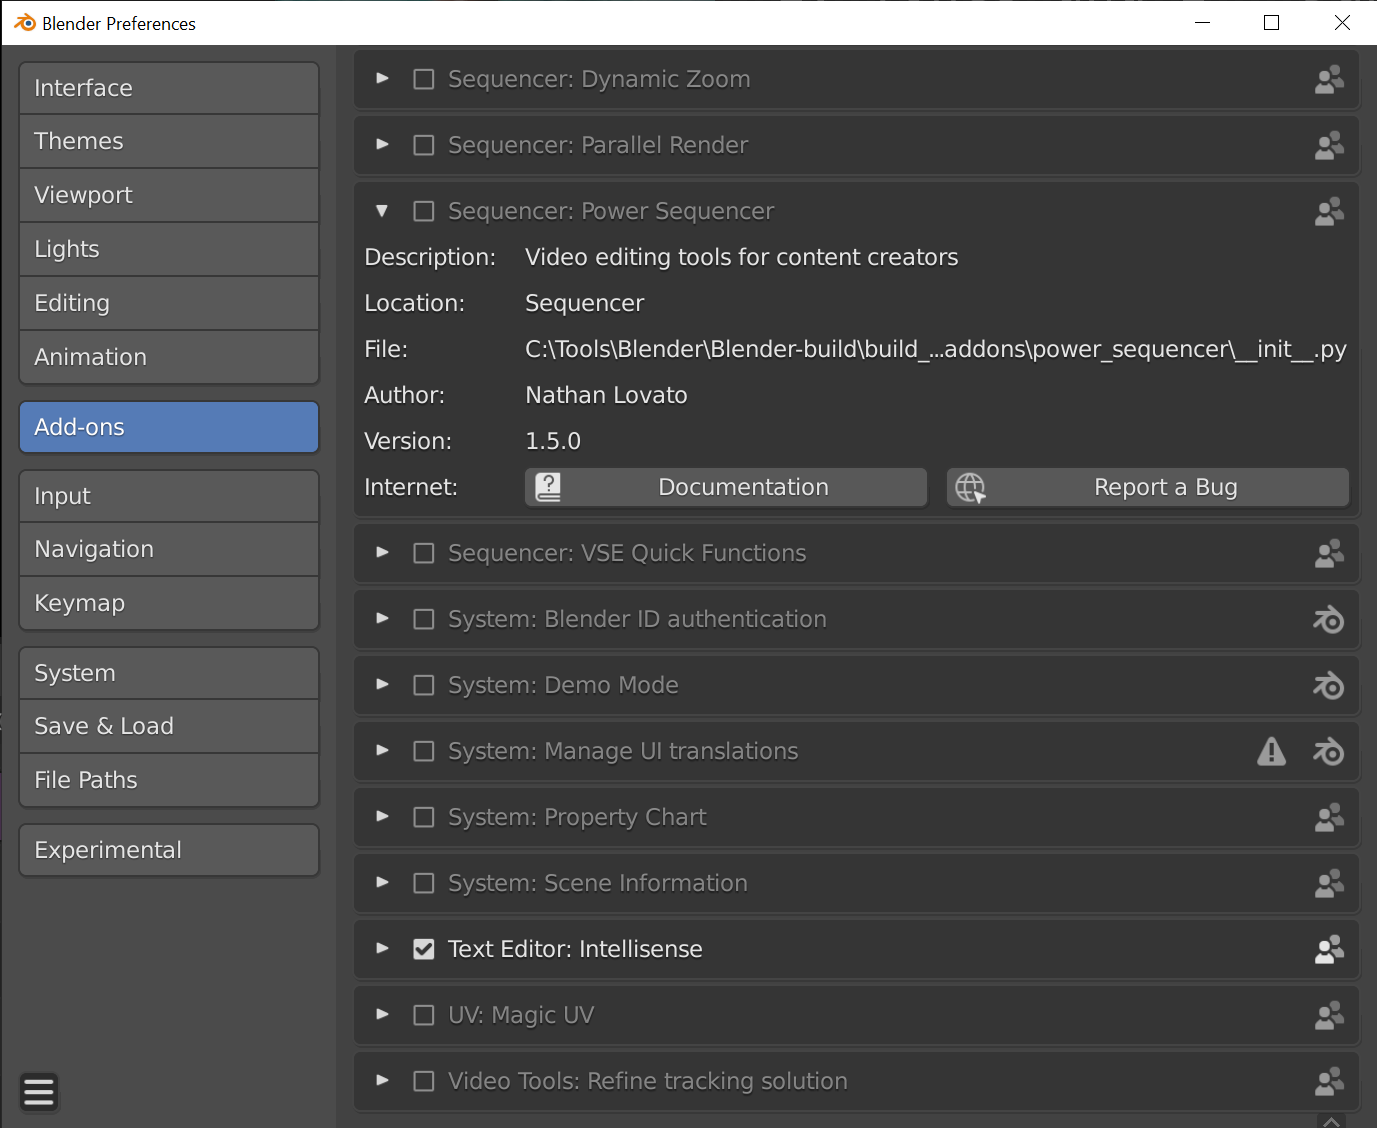 Blender Preferences
Interface
Themes
Viewport
Lights
Editing
Animation
Add-ons
Input
Navigation
Keymap
System
Save & Load
File Paths
Experimental
Sequencer: Dynamic Zoom
Sequencer: Parallel Render
Sequencer: Power Sequencer
Description: Video editing tools for content creators
Location: Sequencer
File: C:\Tools\Blender\Blender-build\build_...addons\power_sequencer\__init__.py
Author: Nathan Lovato
Version: 1.5.0
Internet: Documentation Report a Bug
Sequencer: VSE Quick Functions
System: Blender ID authentication
System: Demo Mode
System: Manage UI translations
System: Property Chart
System: Scene Information
Text Editor: Intellisense
UV: Magic UV
Video Tools: Refine tracking solution